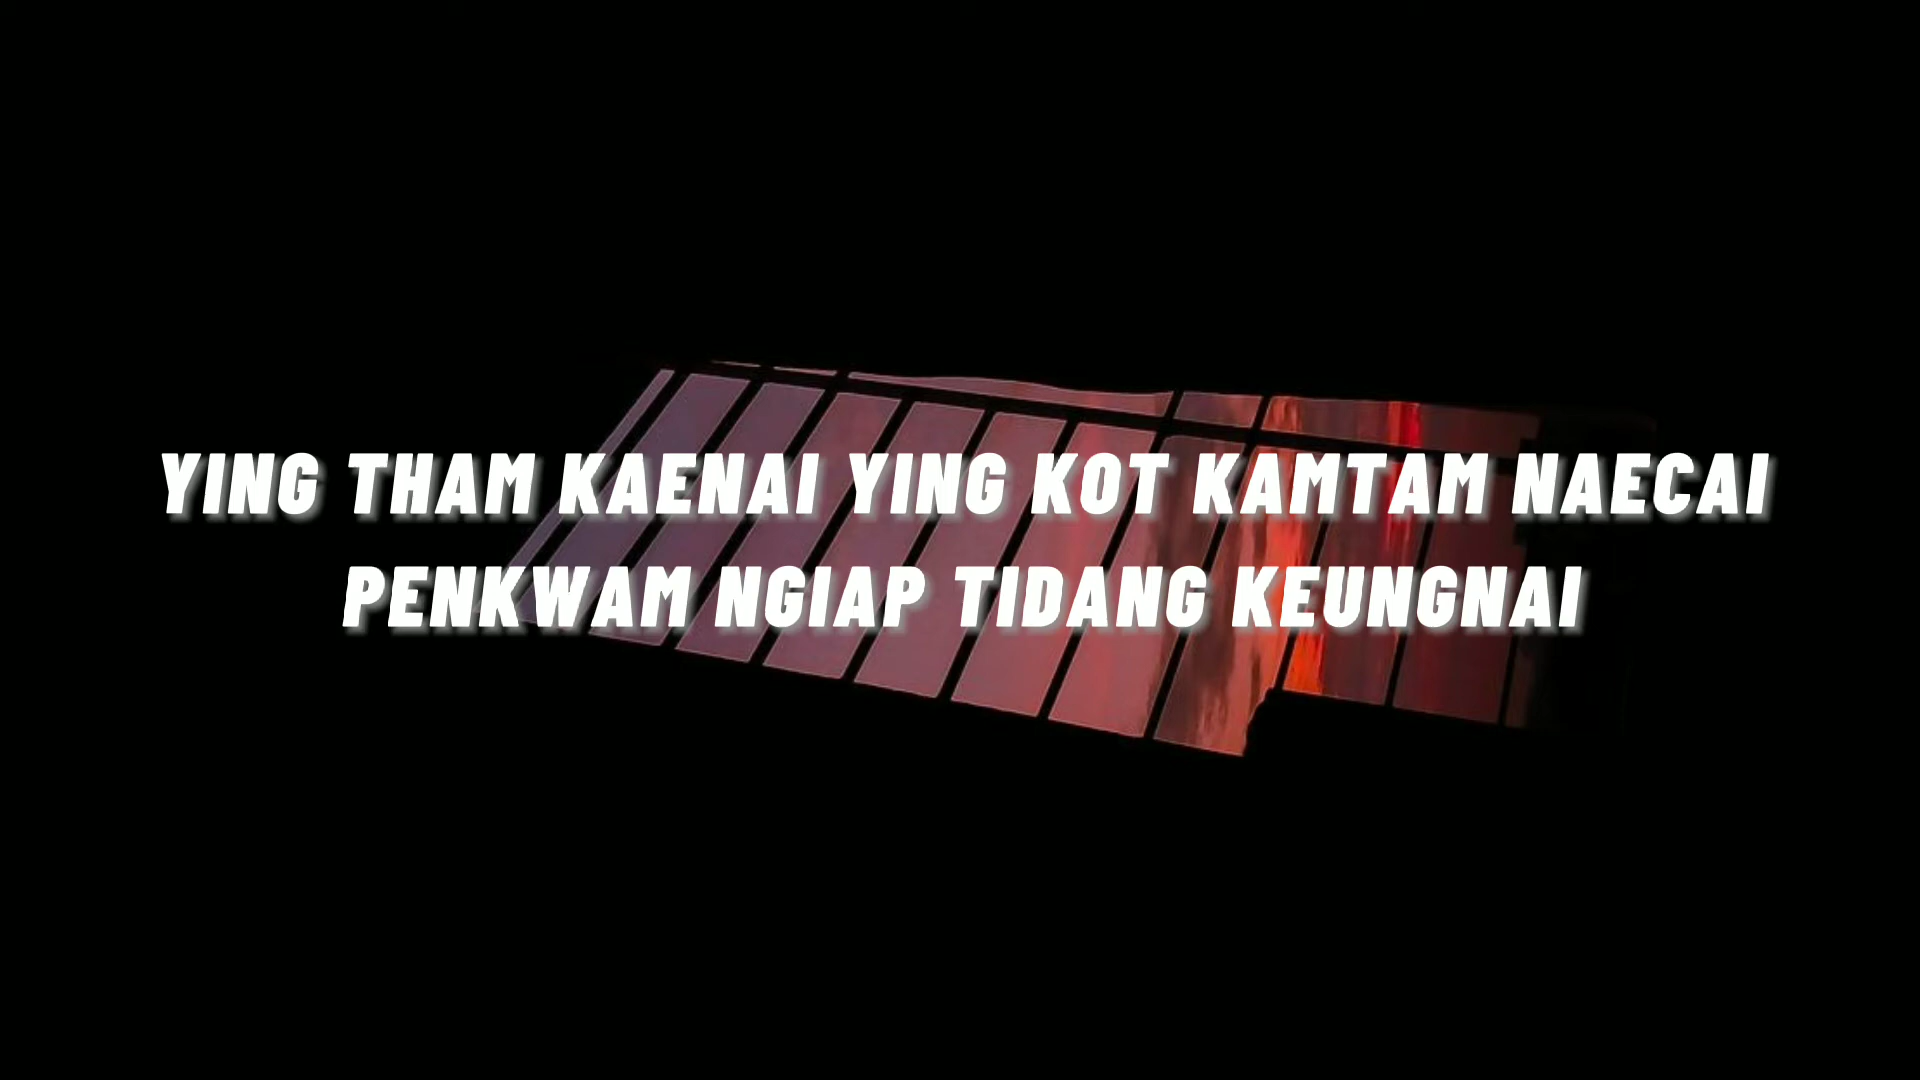 YING THAM KAENAI YING KOT KAMTAM NAECAI
PENKWAM NGIAP TIDANG KEUNGNAI